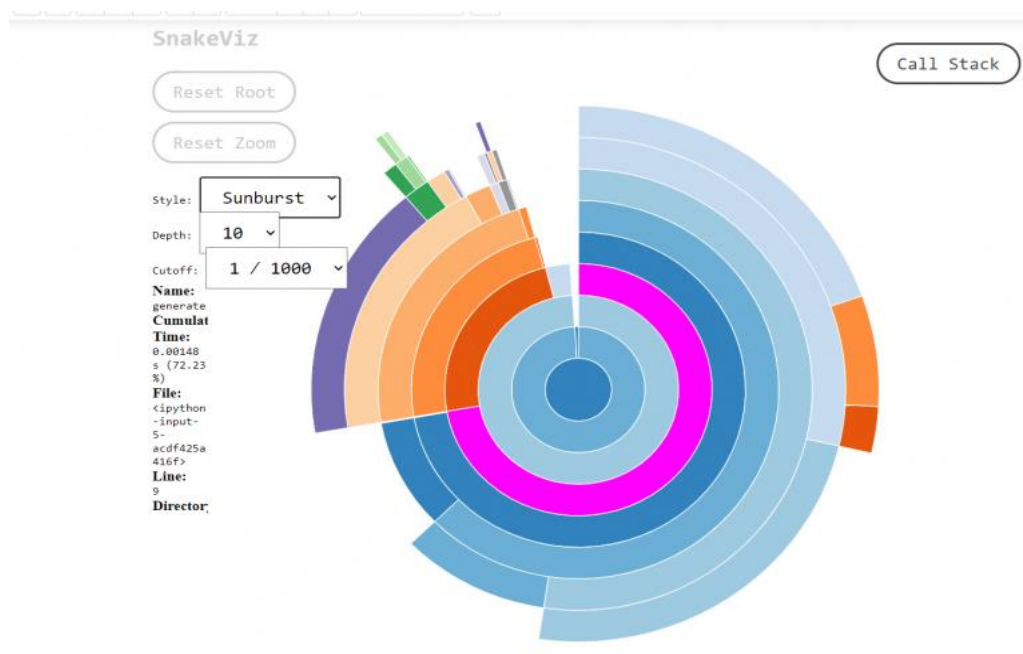 SnakeViz
Call Stack
Reset Root
Reset Zoom
Style: Sunburst
Depth: 10
Cutoff: 1 / 1000
Name:
generate
Cumulat
Time:
0.00148
s (72.23
%)
File:
<ipython
-input-
5-
acdf425a
416f>
Line:
9
Director